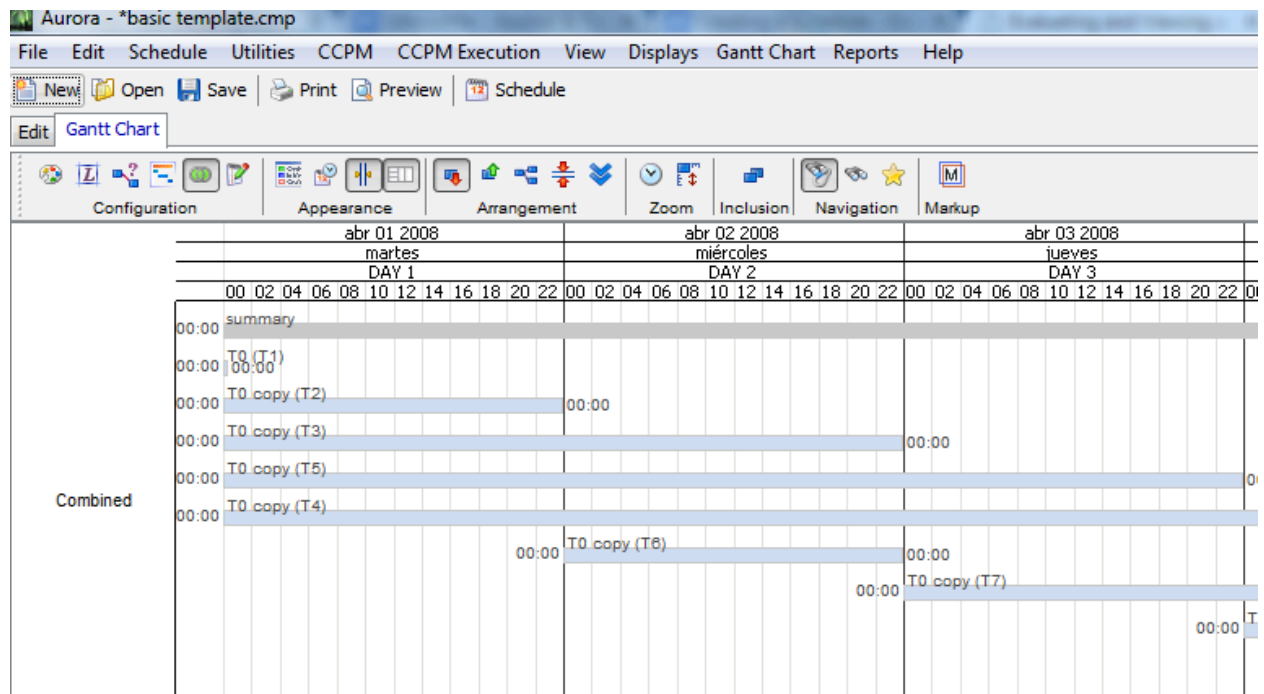 Aurora - *basic template.cmp
File Edit Schedule Utilities CCPM CCPM Execution View Displays Gantt Chart Reports Help
New Open Save Print Preview Schedule
Edit Gantt Chart
Configuration Appearance Arrangement Zoom Inclusion Navigation Markup
abr 01 2008 abr 02 2008 abr 03 2008
martes miércoles jueves
DAY 1 DAY 2 DAY 3
00 02 04 06 08 10 12 14 16 18 20 22 00 02 04 06 08 10 12 14 16 18 20 22 00 02 04 06 08 10 12 14 16 18 20 22
00:00 summary
00:00 T0 (T1) 00:00
00:00 T0 copy (T2) 00:00
00:00 T0 copy (T3) 00:00
00:00 T0 copy (T5)
Combined
00:00 T0 copy (T4)
00:00 T0 copy (T6) 00:00
00:00 T0 copy (T7)
00:00